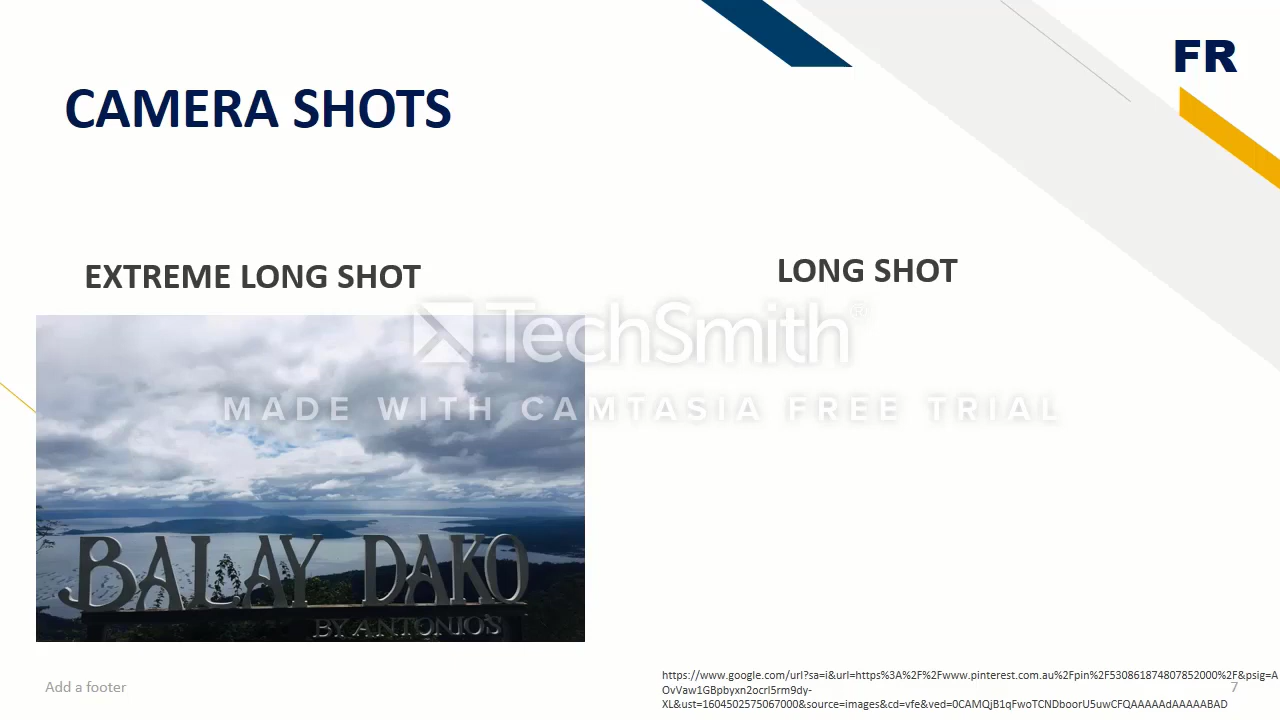 FR
CAMERA SHOTS
EXTREME LONG SHOT
LONG SHOT
TechSmith®
MADE WITH CAMTASIA FREE TRIAL
BALAY DAKO
BY ANTONIO'S
https://www.google.com/url?sa=i&url=https%3A%2F%2Fwww.pinterest.com.au%2Fpin%2F530861874807852000%2F&psig=A
OvVaw1GBpbyxn2ocrl5rm9dy-
XL&ust=1604502575067000&source=images&cd=vfe&ved=0CAMQjB1qFwoTCNDboorU5uwCFQAAAAAdAAAAABAD
Add a footer
7